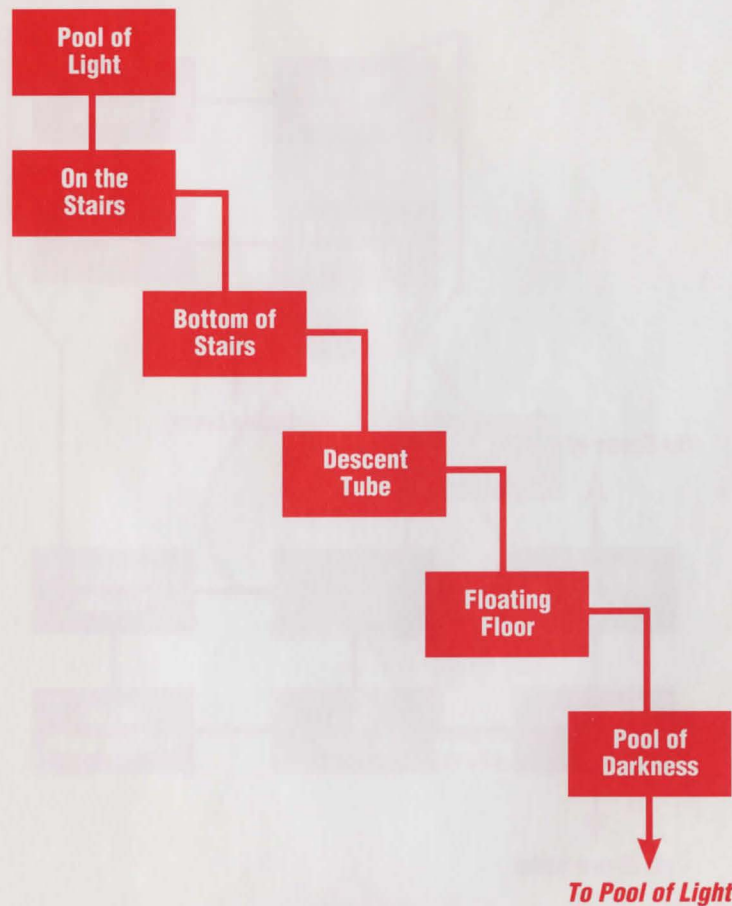 Pool of
Light
On the
Stairs
Bottom of
Stairs
Descent
Tube
Floating
Floor
Pool of
Darkness
To Pool of Light